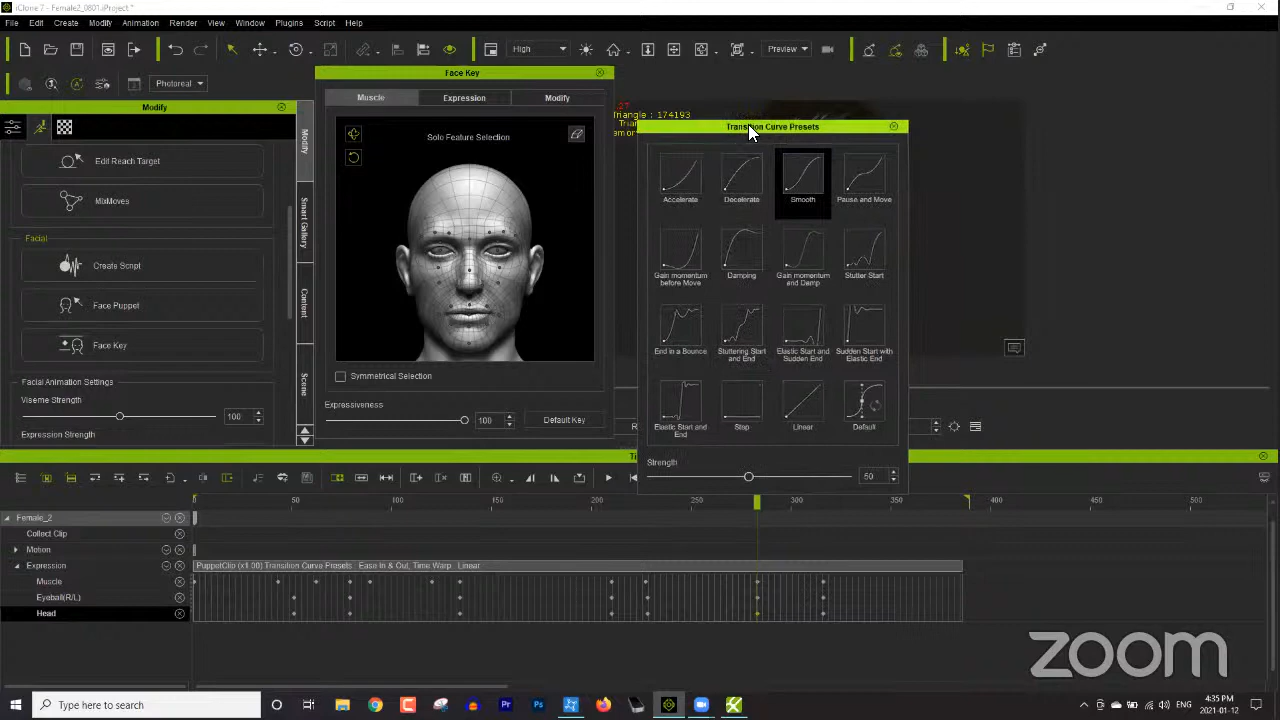 iClone 7 - Female2_0801.iProject *
File Edit Create Modify Animation Render View Window Plugins Script Help
High
Preview
Photoreal
Modify
Edit Reach Target
MixMoves
Facial
Create Script
Face Puppet
Face Key
Facial Animation Settings
Viseme Strength
100
Expression Strength
Modify
Smart Gallery
Content
Scene
Face Key
Muscle Expression Modify
Solo Feature Selection
Symmetrical Selection
Expressiveness
100
Default Key
Triangle : 174193
Transition Curve Presets
Accelerate Decelerate Smooth Pause and Move
Gain momentum before Move Damping Gain momentum and Damp Stutter Start
End in a Bounce Stuttering Start and End Elastic Start and Sudden End Sudden Start with Elastic End
Elastic Start and End Step Linear Default
Strength
50
50 100 150 200 250 300 350 400 450 500
Female_2
Collect Clip
Motion
Expression
PuppetClip (x1.00) Transition Curve Presets : Ease In & Out, Time Warp : Linear
Muscle
Eyeball(R/L)
Head
zoom
Type here to search
4:35 PM
2021-01-12